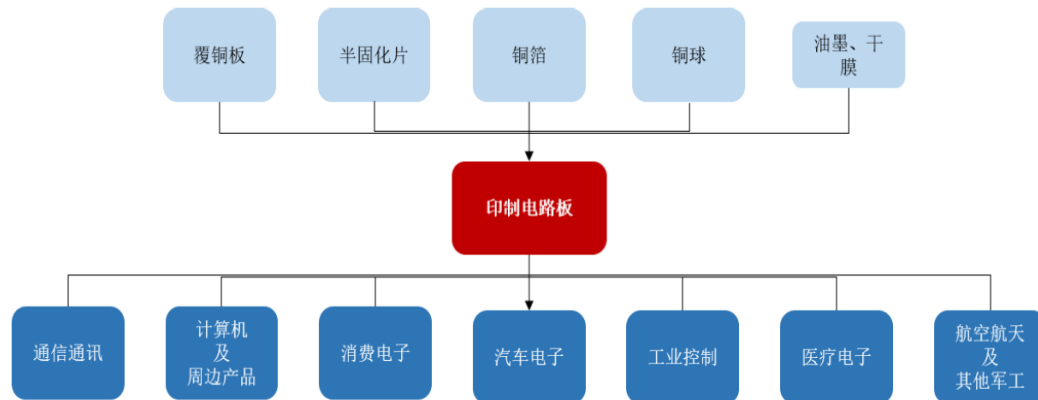 覆铜板
半固化片
铜箔
铜球
油墨、干
膜
印制电路板
通信通讯
计算机
及
周边产品
消费电子
汽车电子
工业控制
医疗电子
航空航天
及
其他军工